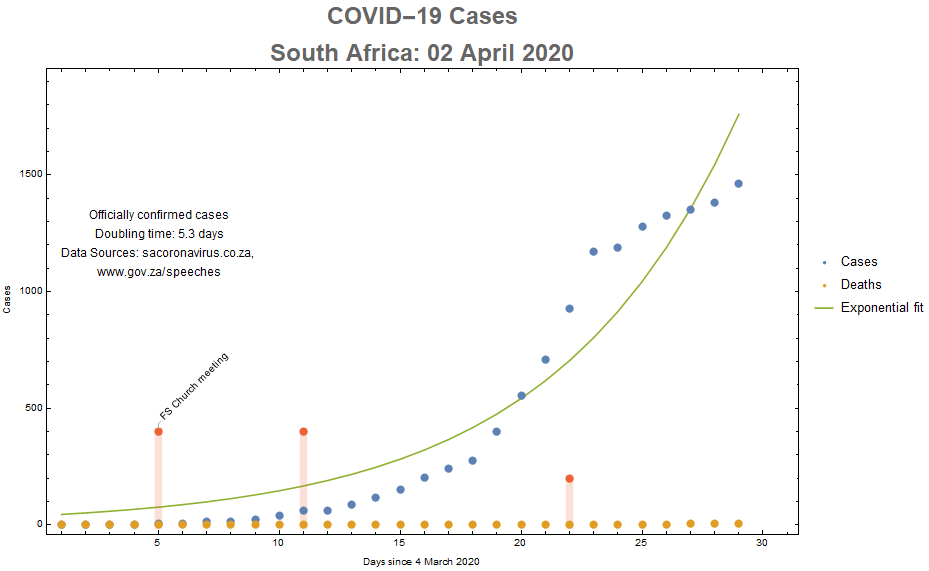 COVID–19 Cases
South Africa: 02 April 2020
1500
1000
500
0
Cases
Officially confirmed cases
Doubling time: 5.3 days
Data Sources: sacoronavirus.co.za,
www.gov.za/speeches
FS Church meeting
5
10
15
20
25
30
Days since 4 March 2020
Cases
Deaths
Exponential fit